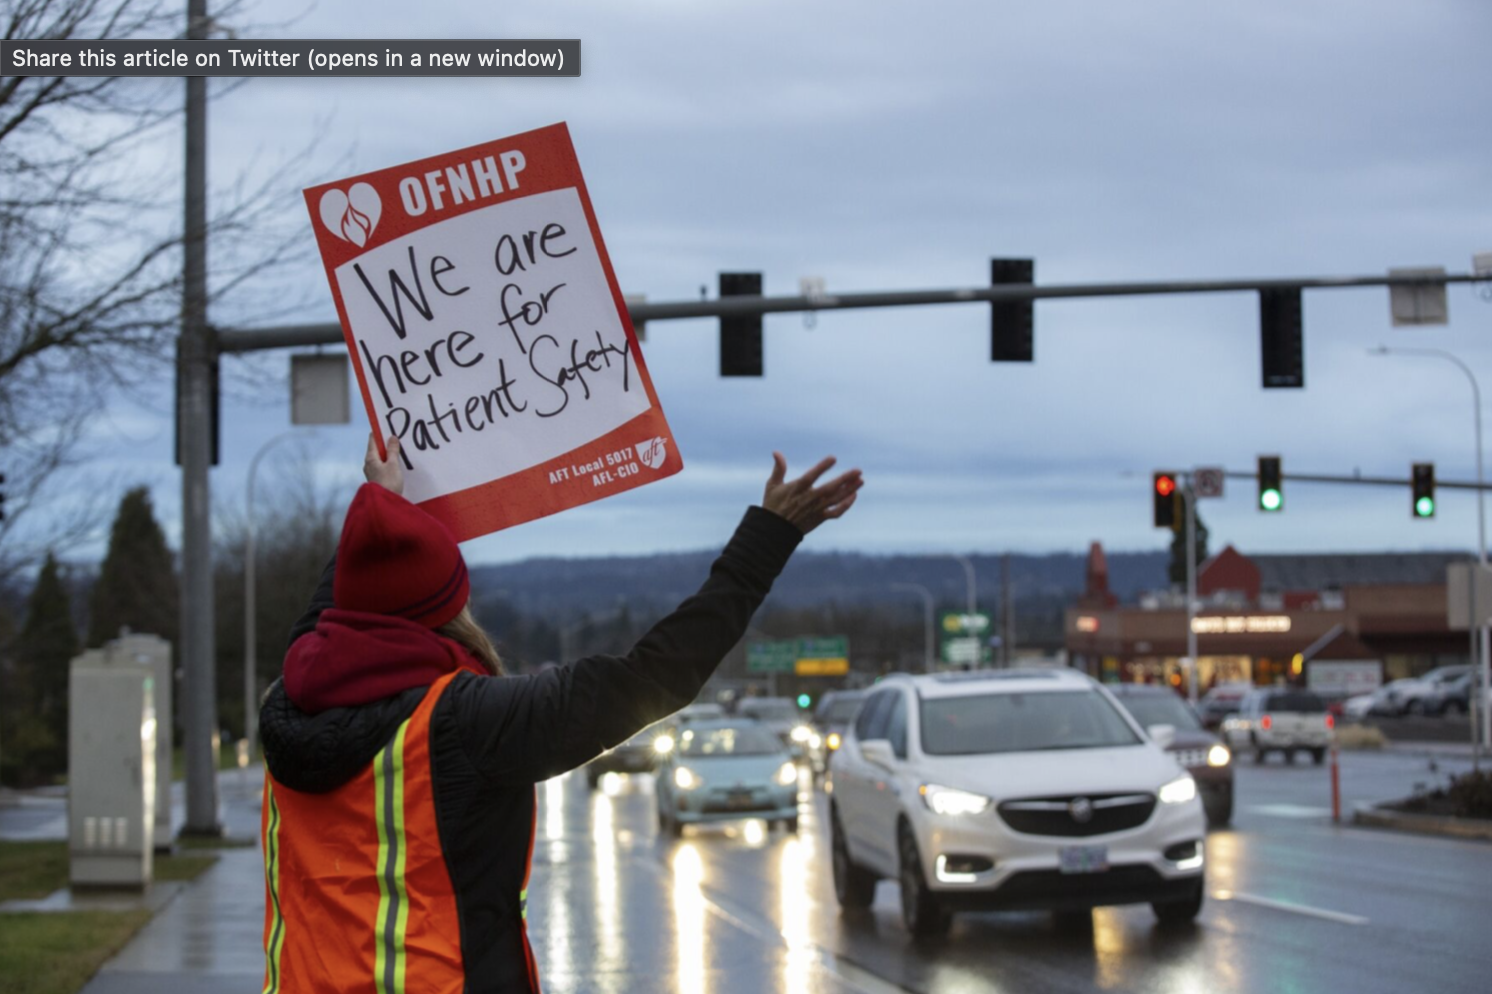 Share this article on Twitter (opens in a new window)
OFNHP
We are
here for
Patient Safety
AFT Local 5017
AFL-CIO
aft